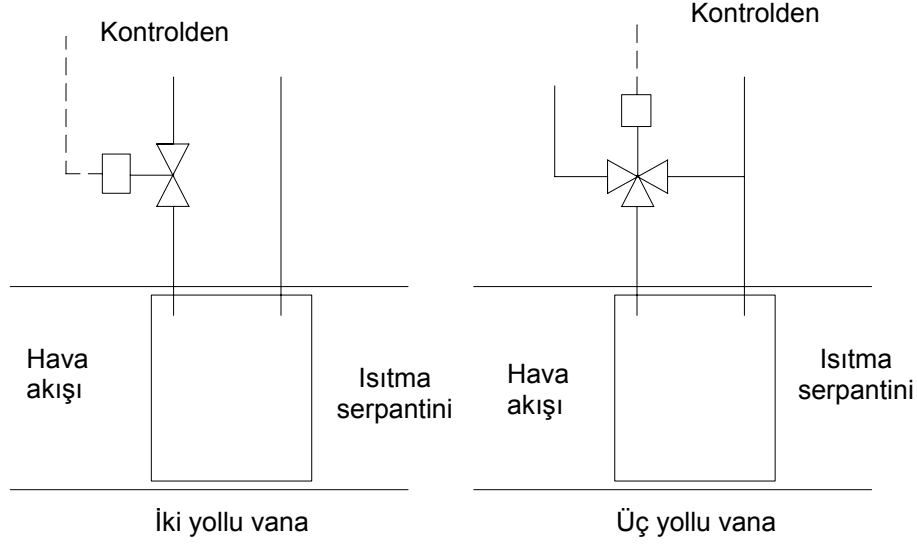 Kontrolden
Kontrolden
Hava
akışı
Isıtma
serpantini
Hava
akışı
Isıtma
serpantini
İki yollu vana
Üç yollu vana